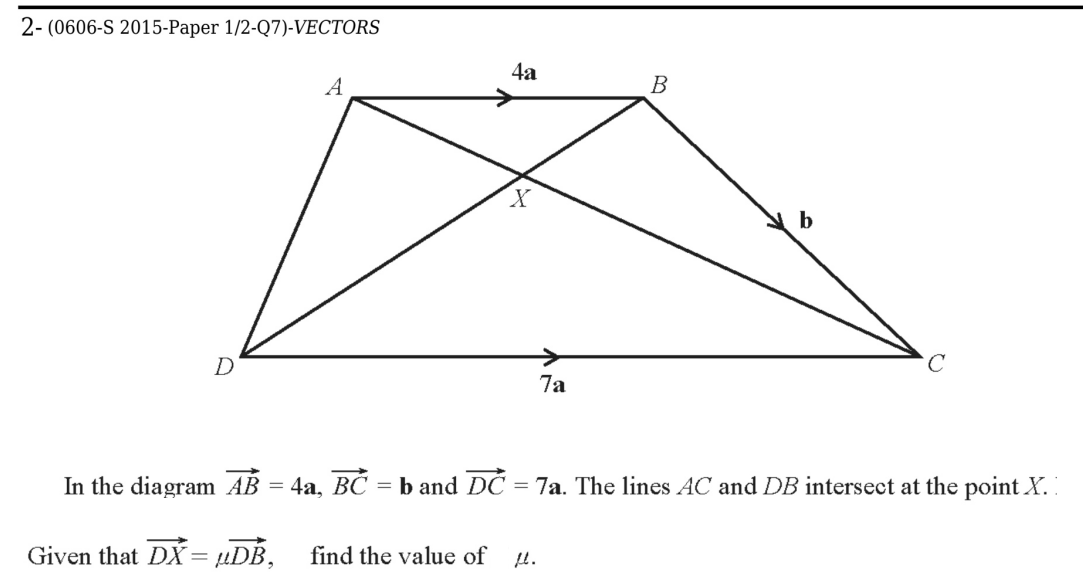 2- (0606-S 2015-Paper 1/2-Q7)-VECTORS
4a
A
B
X
b
D
C
7a
In the diagram AB = 4a, BC = b and DC = 7a. The lines AC and DB intersect at the point X.
Given that DX = μDB, find the value of μ.